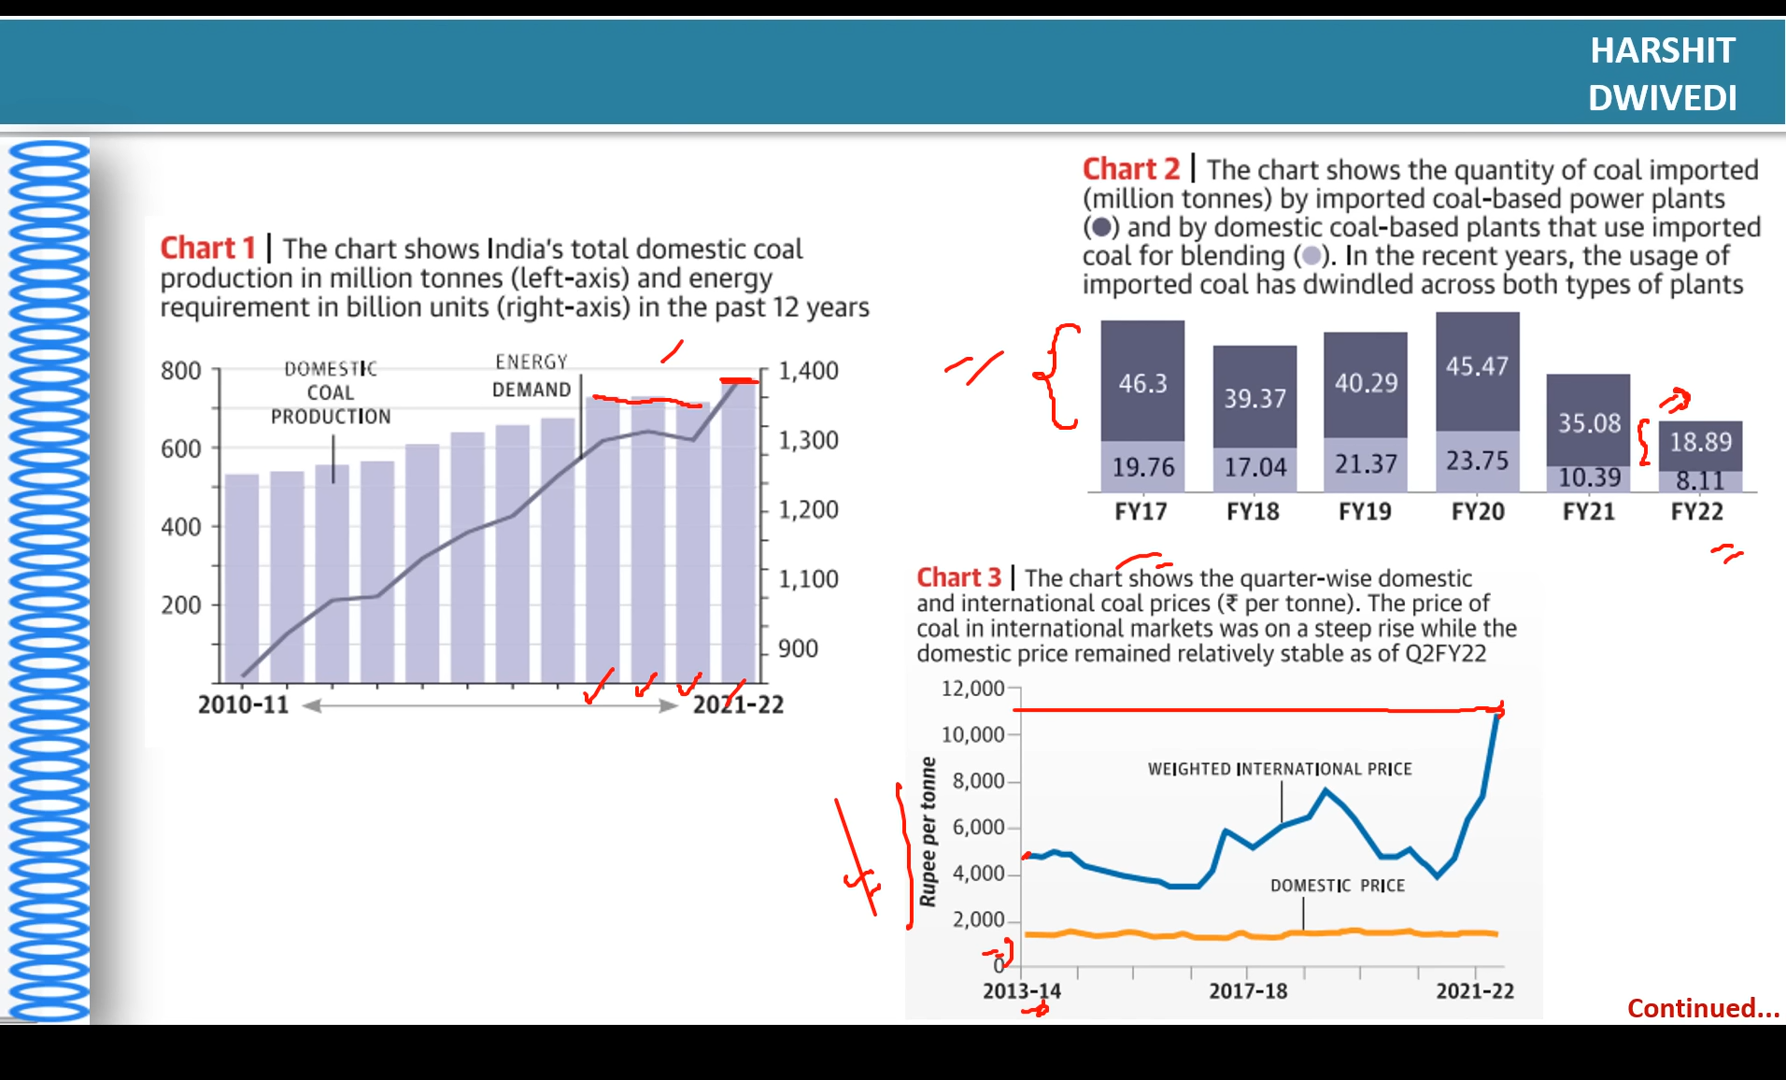 HARSHIT
DWIVEDI
Chart 1 | The chart shows India's total domestic coal
production in million tonnes (left-axis) and energy
requirement in billion units (right-axis) in the past 12 years
800
600
400
200
DOMESTIC
COAL
PRODUCTION
ENERGY
DEMAND
1,400
1,300
1,200
1,100
900
2010-11
2021-22
Chart 2 | The chart shows the quantity of coal imported
(million tonnes) by imported coal-based power plants
(●) and by domestic coal-based plants that use imported
coal for blending (●). In the recent years, the usage of
imported coal has dwindled across both types of plants
46.3 39.37 40.29 45.47 35.08 18.89
19.76 17.04 21.37 23.75 10.39 8.11
FY17 FY18 FY19 FY20 FY21 FY22
Chart 3 | The chart shows the quarter-wise domestic
and international coal prices (₹ per tonne). The price of
coal in international markets was on a steep rise while the
domestic price remained relatively stable as of Q2FY22
Rupee per tonne
12,000
10,000
8,000
6,000
4,000
2,000
0
WEIGHTED INTERNATIONAL PRICE
DOMESTIC PRICE
2013-14 2017-18 2021-22
Continued...